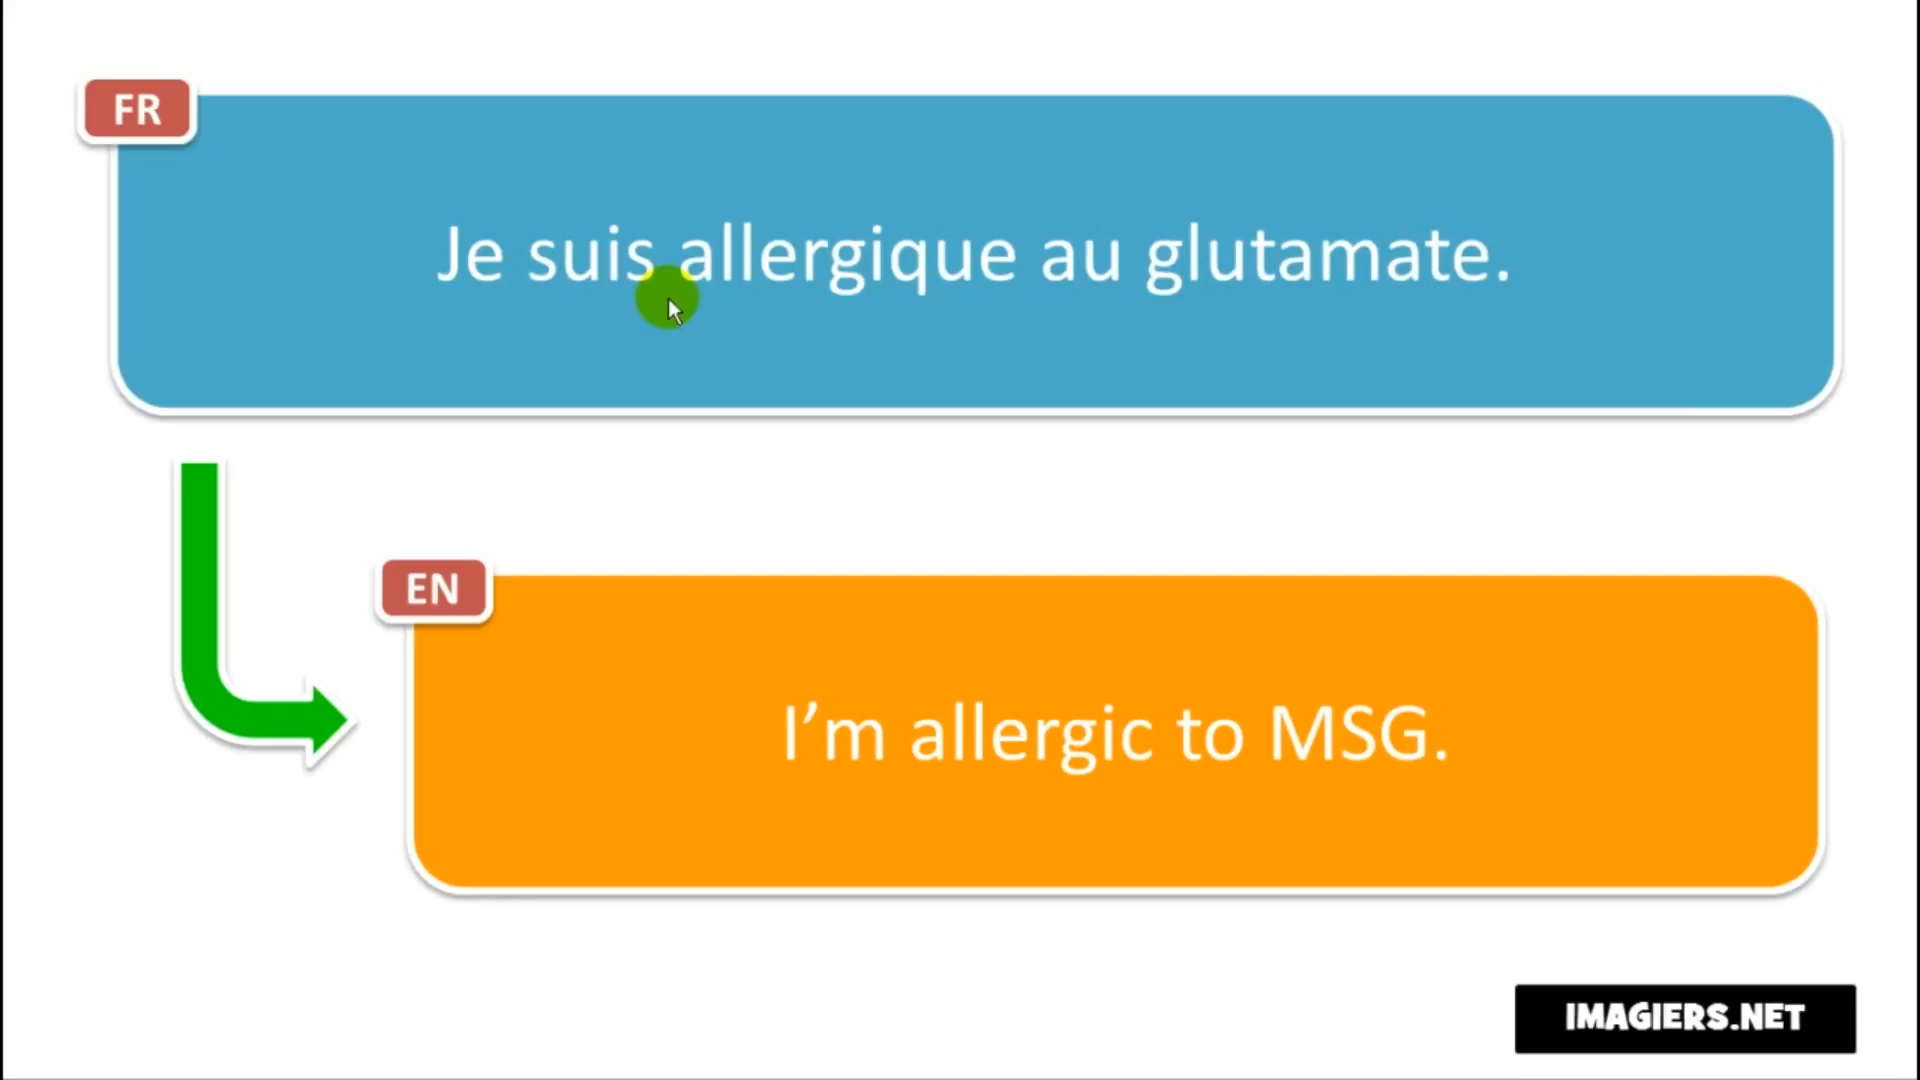 FR
Je suis allergique au glutamate.
EN
I’m allergic to MSG.
IMAGIERS.NET